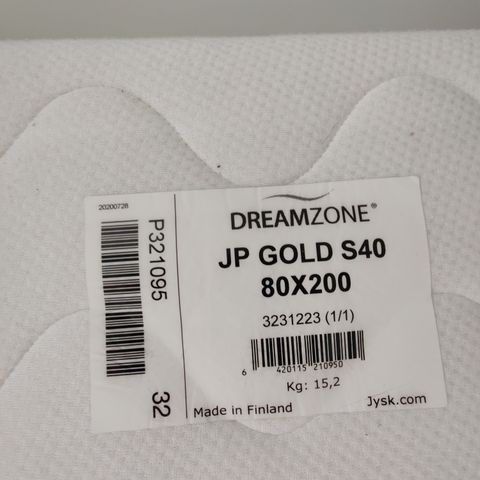 20200728
P321095
32
DREAMZONE®
JP GOLD S40
80X200
3231223 (1/1)
6 420115 210950
Kg: 15,2
Made in Finland
Jysk.com